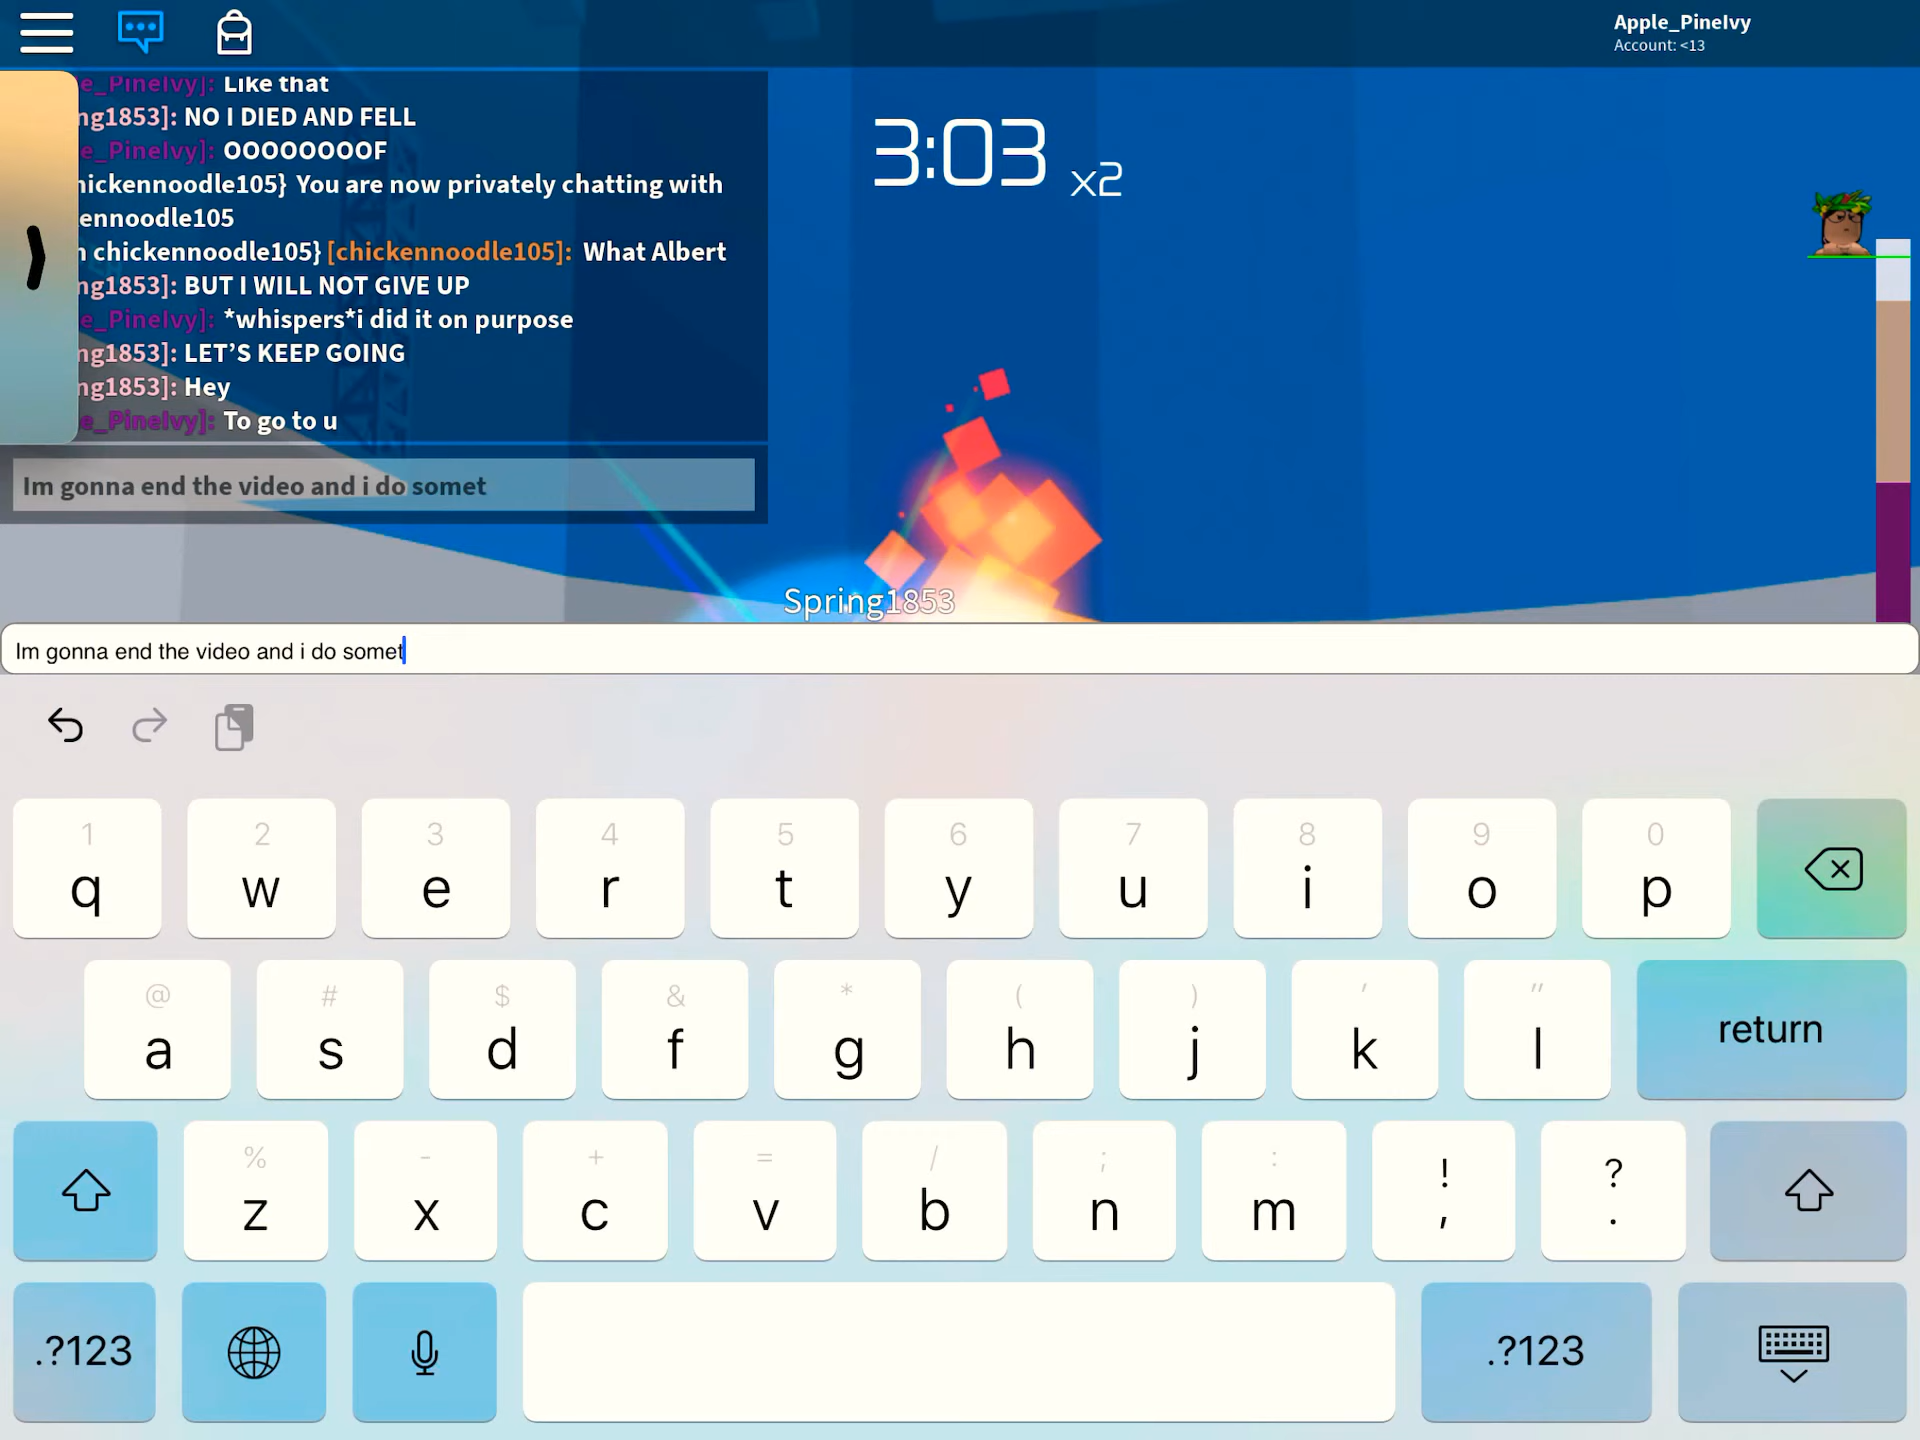 Apple_PineIvy
Account: <13
e_PineIvy]: Like that
ng1853]: NO I DIED AND FELL
e_PineIvy]: OOOOOOOOF
hickennoodle105} You are now privately chatting with
ennoodle105
n chickennoodle105} [chickennoodle105]: What Albert
ng1853]: BUT I WILL NOT GIVE UP
e_PineIvy]: *whispers*i did it on purpose
ng1853]: LET’S KEEP GOING
ng1853]: Hey
e_PineIvy]: To go to u
Im gonna end the video and i do somet
3:03 x2
Spring1853
Im gonna end the video and i do somet
1 2 3 4 5 6 7 8 9 0
q w e r t y u i o p
@ # $ & * ( ) ' "
a s d f g h j k l return
% - + = / ; : ! ?
z x c v b n m , .
.?123 .?123